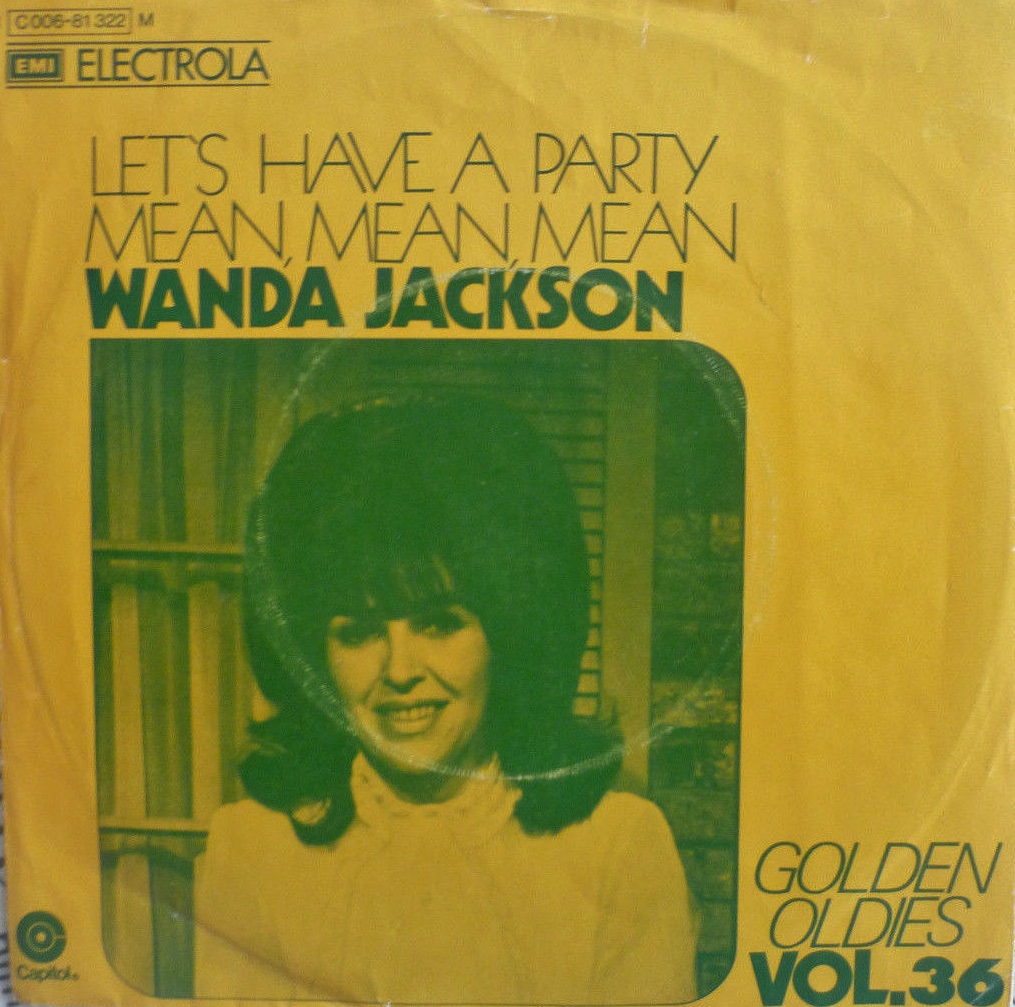 C 006-81 322 M
EMI ELECTROLA
LET'S HAVE A PARTY
MEAN, MEAN, MEAN
WANDA JACKSON
GOLDEN
OLDIES
VOL.36
Capitol®